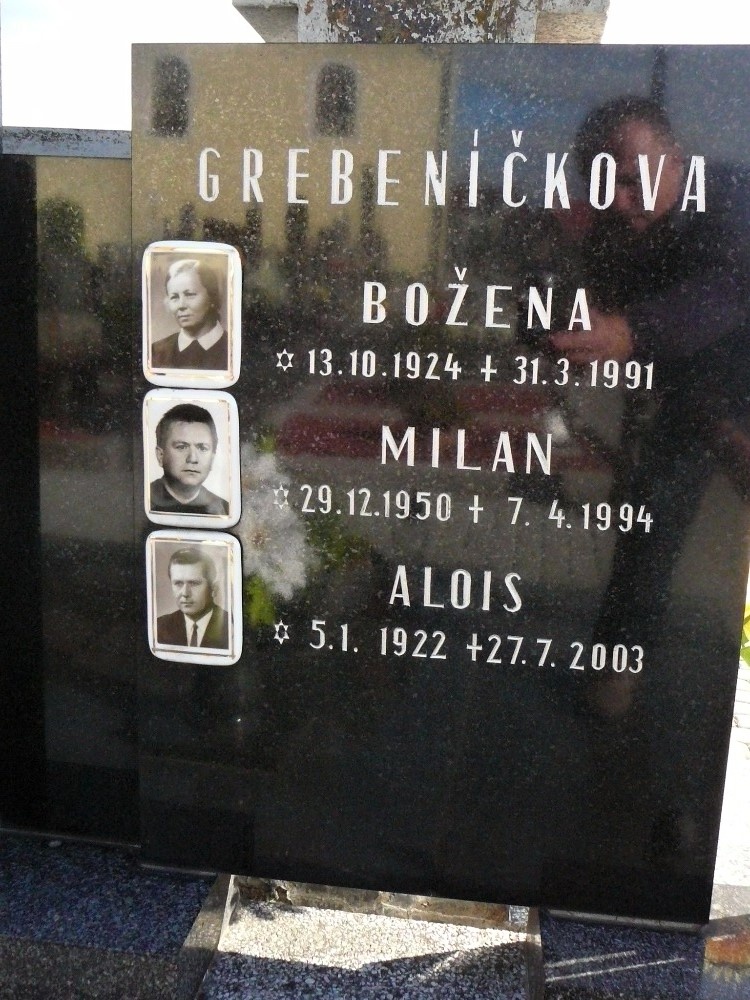 GREBENÍČKOVA
BOŽENA
✡ 13.10.1924 + 31.3.1991
MILAN
✡ 29.12.1950 + 7. 4.1994
ALOIS
✡ 5.1. 1922 +27.7. 2003